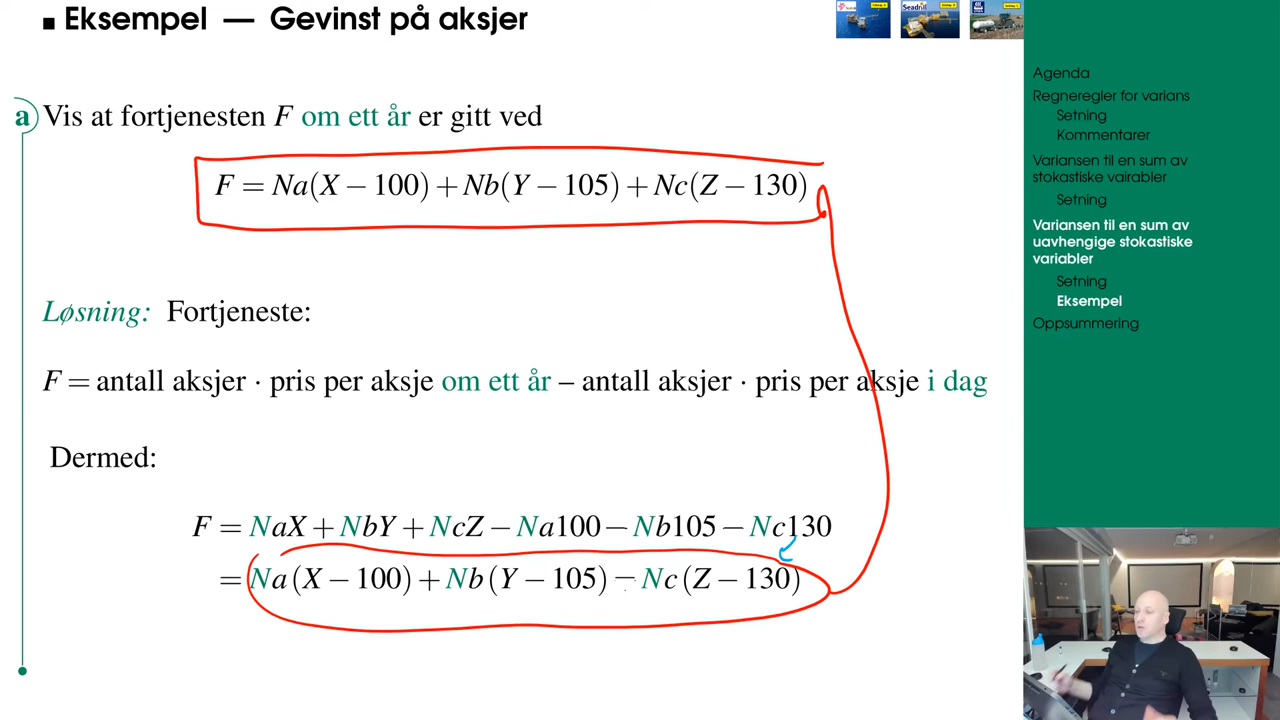 Eksempel — Gevinst på aksjer
Seadrill
a Vis at fortjenesten F om ett år er gitt ved
F = Na(X − 100) + Nb(Y − 105) + Nc(Z − 130)
Løsning: Fortjeneste:
F = antall aksjer · pris per aksje om ett år – antall aksjer · pris per aksje i dag
Dermed:
F = NaX + NbY + NcZ − Na100 − Nb105 − Nc130
= Na(X − 100) + Nb(Y − 105) − Nc(Z − 130)
Agenda
Regneregler for varians
Setning
Kommentarer
Variansen til en sum av
stokastiske vairabler
Setning
Variansen til en sum av
uavhengige stokastiske
variabler
Setning
Eksempel
Oppsummering